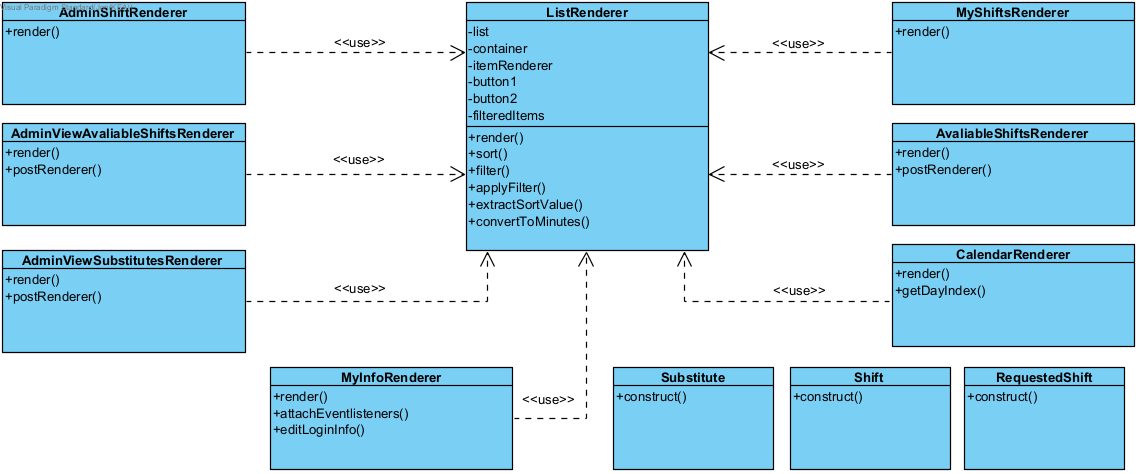 AdminShiftRenderer
+render()
<<use>>
ListRenderer
-list
-container
-itemRenderer
-button1
-button2
-filteredItems
+render()
+sort()
+filter()
+applyFilter()
+extractSortValue()
+convertToMinutes()
<<use>>
MyShiftsRenderer
+render()
AdminViewAvaliableShiftsRenderer
+render()
+postRenderer()
<<use>>
<<use>>
AvaliableShiftsRenderer
+render()
+postRenderer()
AdminViewSubstitutesRenderer
+render()
+postRenderer()
<<use>>
<<use>>
CalendarRenderer
+render()
+getDayIndex()
MyInfoRenderer
+render()
+attachEventlisteners()
+editLoginInfo()
<<use>>
Substitute
+construct()
Shift
+construct()
RequestedShift
+construct()
Visual Paradigm